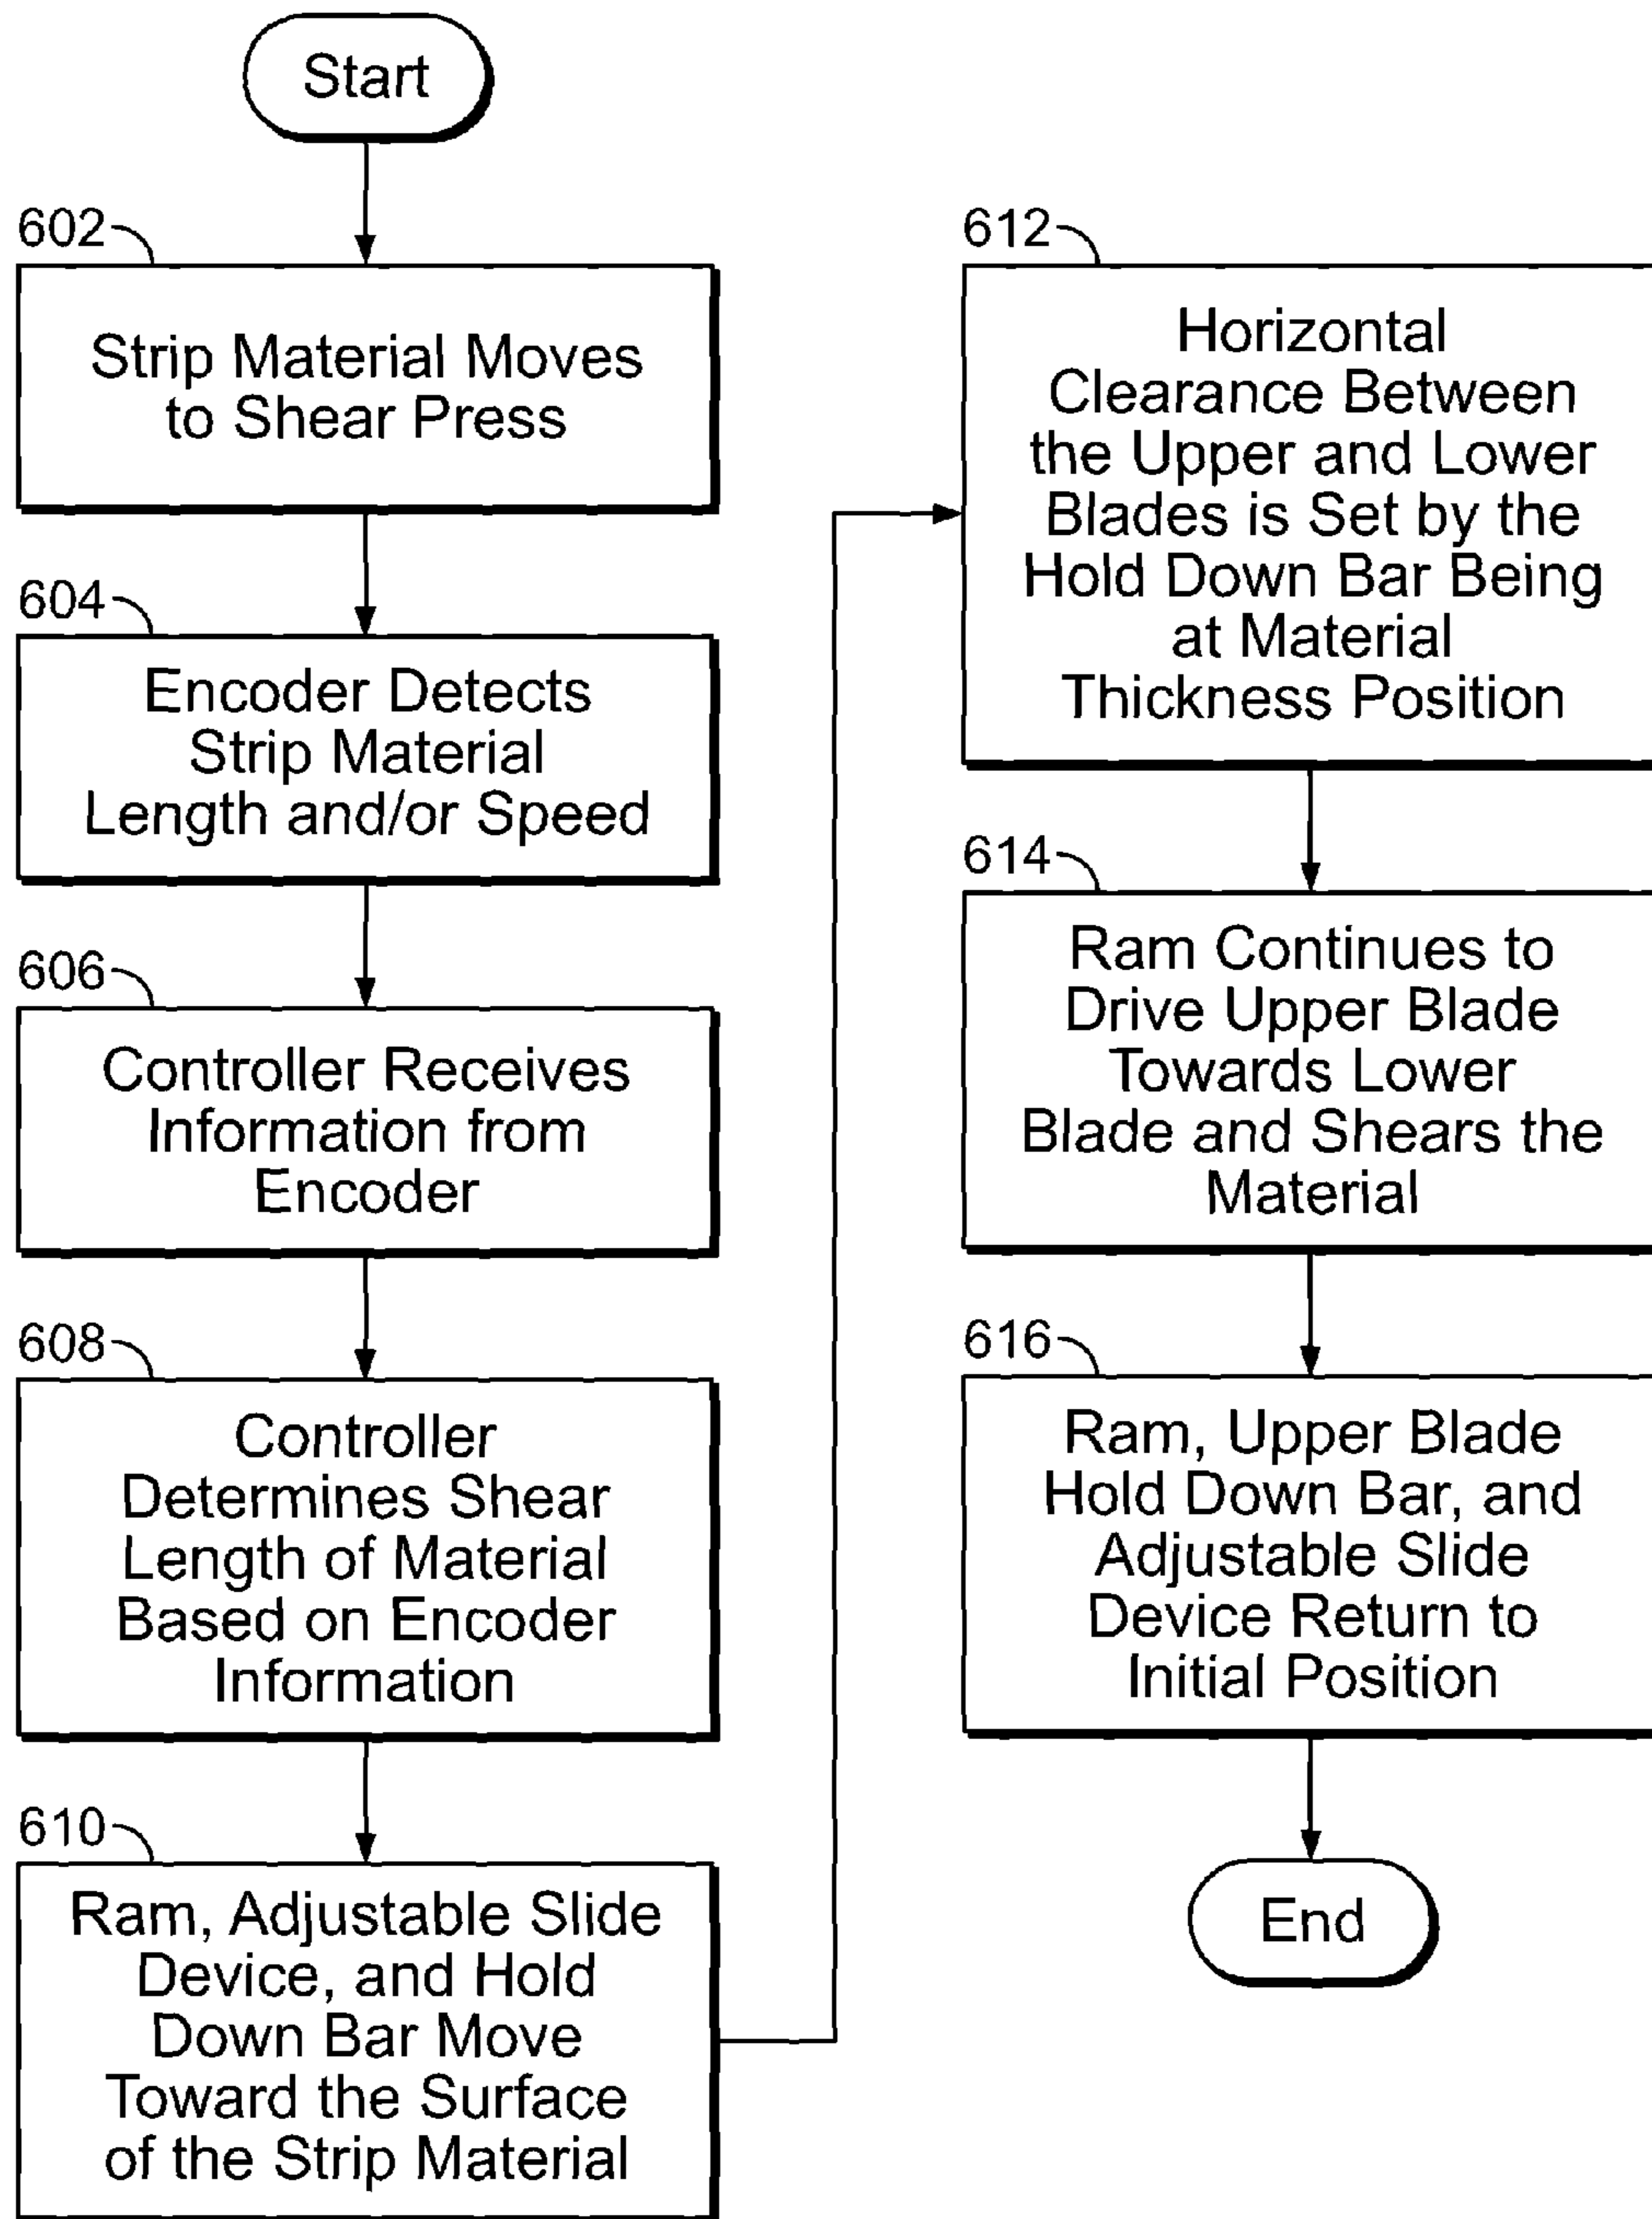 Start
602
Strip Material Moves
to Shear Press
604
Encoder Detects
Strip Material
Length and/or Speed
606
Controller Receives
Information from
Encoder
608
Controller
Determines Shear
Length of Material
Based on Encoder
Information
610
Ram, Adjustable Slide
Device, and Hold
Down Bar Move
Toward the Surface
of the Strip Material
612
Horizontal
Clearance Between
the Upper and Lower
Blades is Set by the
Hold Down Bar Being
at Material
Thickness Position
614
Ram Continues to
Drive Upper Blade
Towards Lower
Blade and Shears the
Material
616
Ram, Upper Blade
Hold Down Bar, and
Adjustable Slide
Device Return to
Initial Position
End